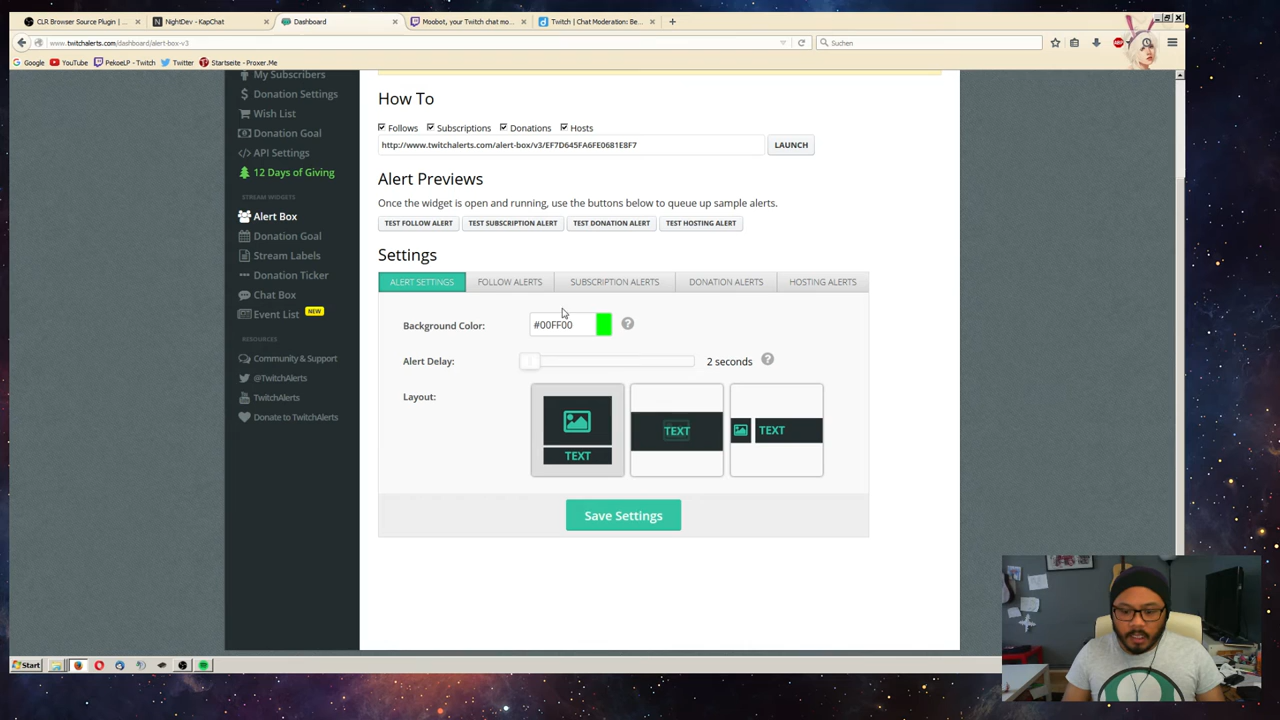 CLR Browser Source Plugin | ...
NightDev - KapChat
Dashboard
Moobot, your Twitch chat mo...
Twitch | Chat Moderation: Be...
www.twitchalerts.com/dashboard/alert-box-v3
Suchen
Google
YouTube
PekoeLP - Twitch
Twitter
Startseite - Proxer.Me
My Subscribers
Donation Settings
Wish List
Donation Goal
API Settings
12 Days of Giving
STREAM WIDGETS
Alert Box
Donation Goal
Stream Labels
Donation Ticker
Chat Box
Event List NEW
RESOURCES
Community & Support
@TwitchAlerts
TwitchAlerts
Donate to TwitchAlerts
How To
Follows Subscriptions Donations Hosts
http://www.twitchalerts.com/alert-box/v3/EF7D645FA6FE0681E8F7 LAUNCH
Alert Previews
Once the widget is open and running, use the buttons below to queue up sample alerts.
TEST FOLLOW ALERT TEST SUBSCRIPTION ALERT TEST DONATION ALERT TEST HOSTING ALERT
Settings
ALERT SETTINGS FOLLOW ALERTS SUBSCRIPTION ALERTS DONATION ALERTS HOSTING ALERTS
Background Color: #00FF00 ?
Alert Delay: 2 seconds ?
Layout:
TEXT
TEXT
TEXT
Save Settings
Start